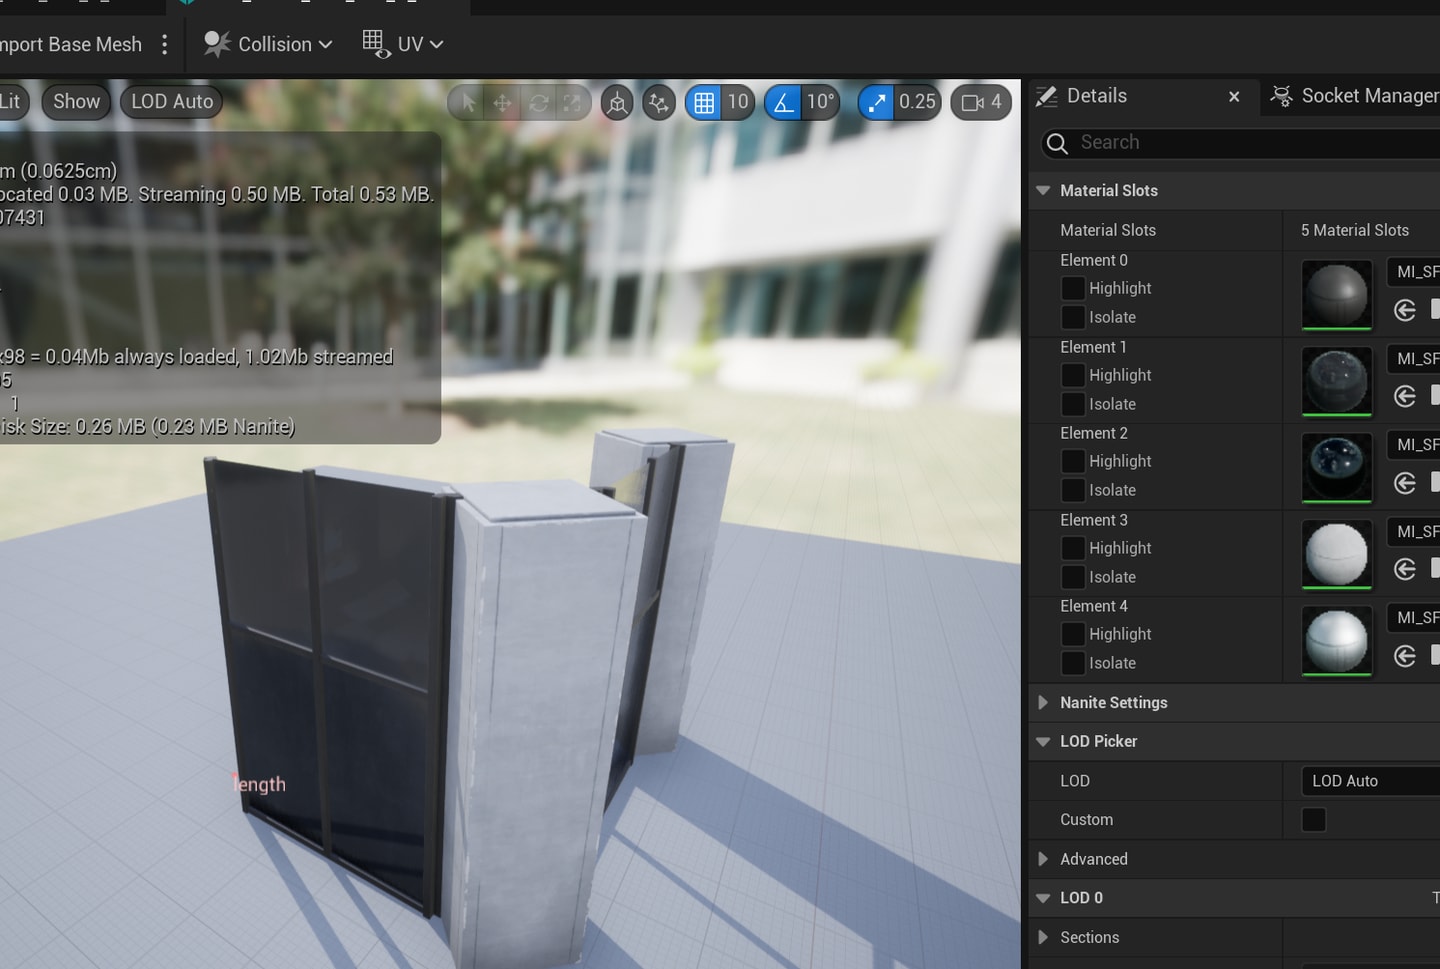 mport Base Mesh
Collision
UV
Lit
Show
LOD Auto
10
10°
0.25
4
Details
Socket Manager
Search
m (0.0625cm)
ocated 0.03 MB. Streaming 0.50 MB. Total 0.53 MB.
07431
x98 = 0.04Mb always loaded, 1.02Mb streamed
05
1
isk Size: 0.26 MB (0.23 MB Nanite)
length
Material Slots
Material Slots
5 Material Slots
Element 0
Highlight
Isolate
MI_SF
Element 1
Highlight
Isolate
MI_SF
Element 2
Highlight
Isolate
MI_SF
Element 3
Highlight
Isolate
MI_SF
Element 4
Highlight
Isolate
MI_SF
Nanite Settings
LOD Picker
LOD
LOD Auto
Custom
Advanced
LOD 0
T
Sections